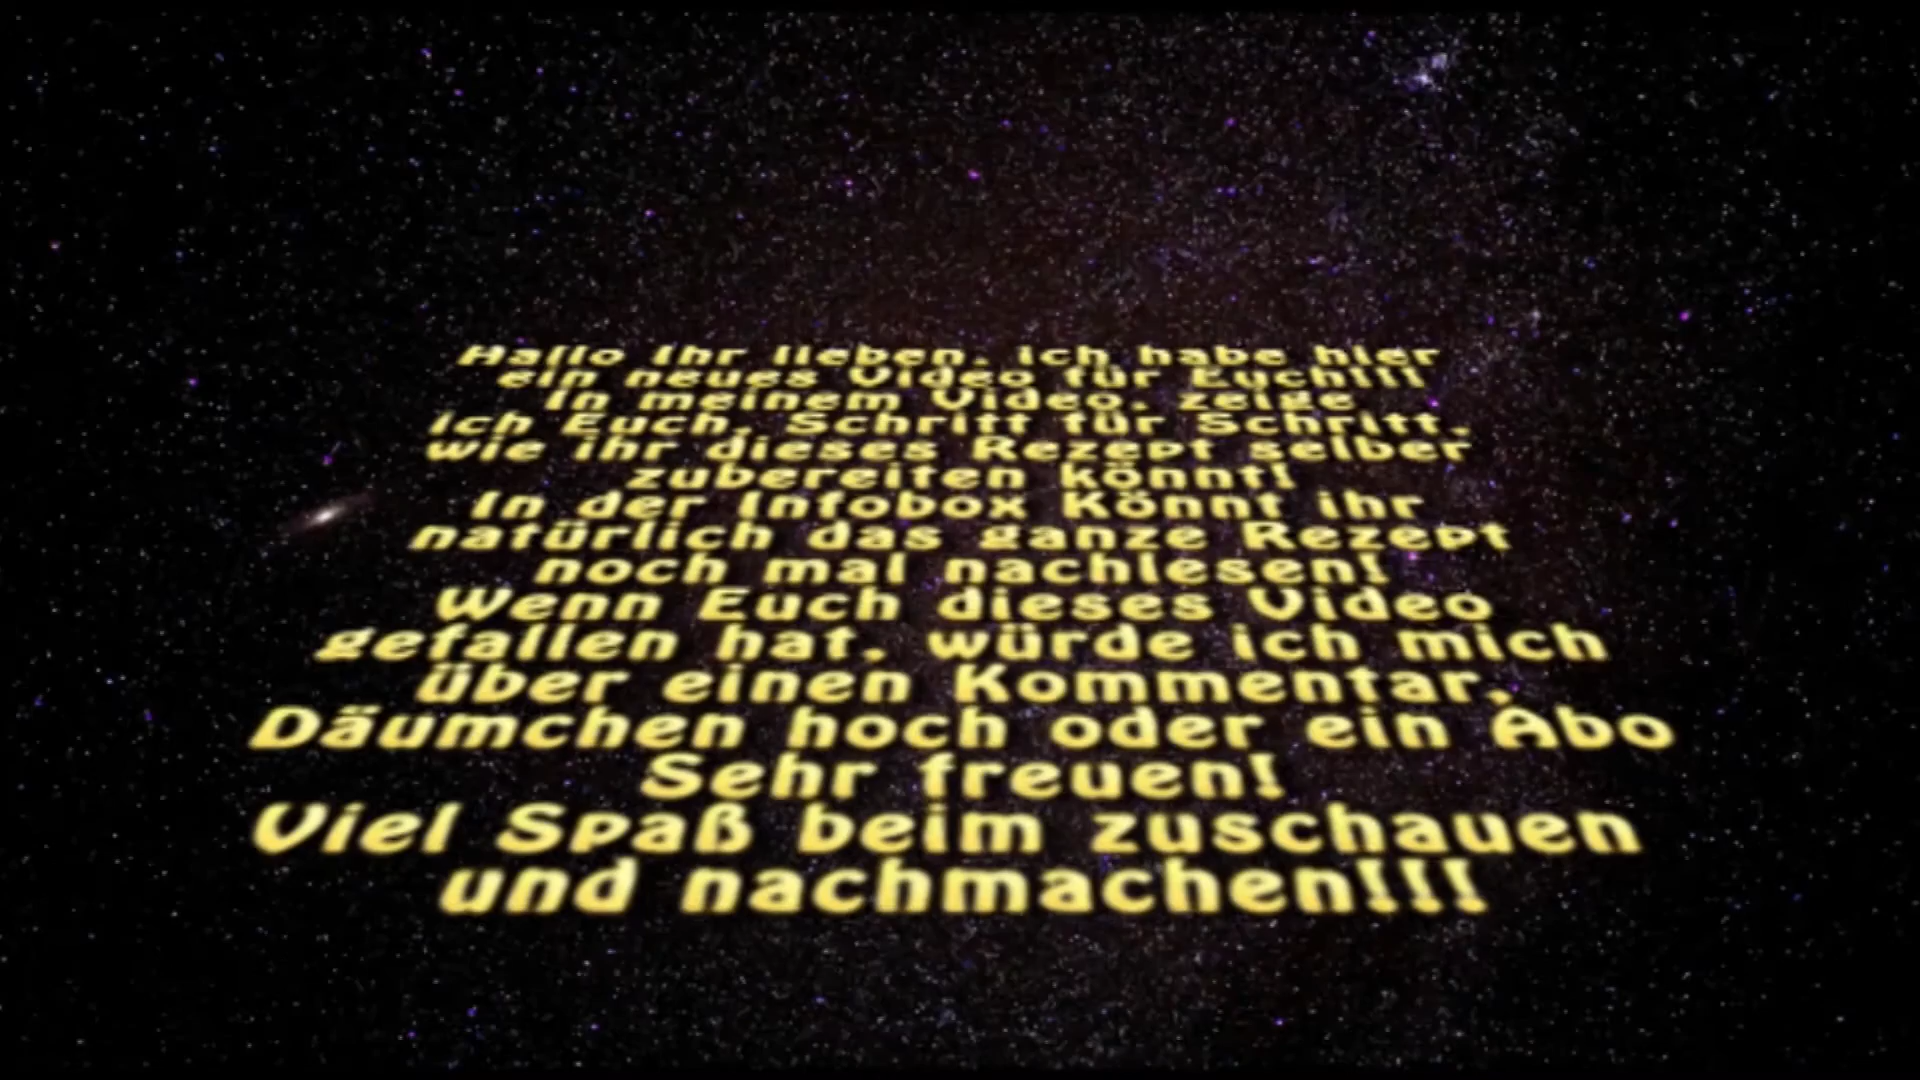 Hallo Ihr lieben, ich habe hier
ein neues Video für Euch!!!
In meinem Video, zeige
ich Euch, Schritt für Schritt,
wie ihr dieses Rezept selber
zubereiten könnt!
In der Infobox Könnt ihr
natürlich das ganze Rezept
noch mal nachlesen!
Wenn Euch dieses Video
gefallen hat, würde ich mich
über einen Kommentar,
Däumchen hoch oder ein Abo
Sehr freuen!
Viel Spaß beim zuschauen
und nachmachen!!!